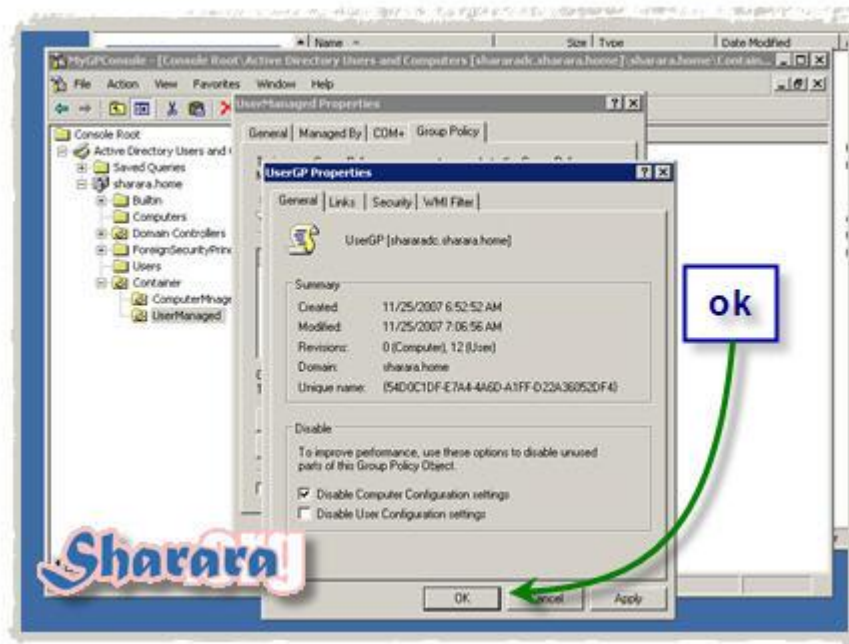 Name Size Type Date Modified
MyGPConsole - [Console Root\Active Directory Users and Computers [shararadc.sharara.home]\sharara.home\Contain...
File Action View Favorites Window Help
UserManaged Properties
General Managed By COM+ Group Policy
Console Root
Active Directory Users and
Saved Queries
sharara.home
Builtin
Computers
Domain Controllers
ForeignSecurityPrinc
Users
Container
ComputerMnage
UserManaged
UserGP Properties
General Links Security WMI Filter
UserGP [shararadc.sharara.home]
Summary
Created: 11/25/2007 6:52:52 AM
Modified: 11/25/2007 7:06:56 AM
Revisions: 0 (Computer), 12 (User)
Domain: sharara.home
Unique name: {54D0C1DF-E7A4-4A6D-A1FF-D22A36052DF4}
Disable
To improve performance, use these options to disable unused
parts of this Group Policy Object.
Disable Computer Configuration settings
Disable User Configuration settings
OK Cancel Apply
ok
Sharara
org